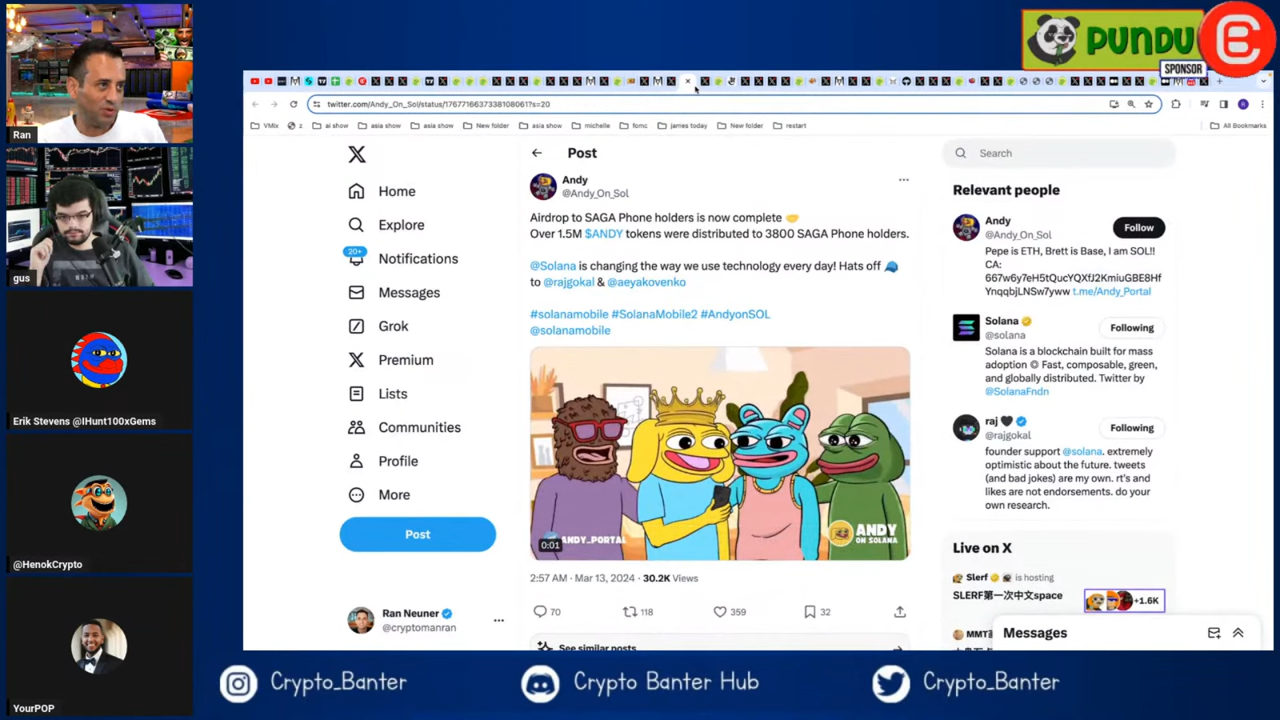 PUNDU
SPONSOR
Ran
gus
Erik Stevens @IHunt100xGems
@HenokCrypto
YourPOP
twitter.com/Andy_On_Sol/status/1767716637338108061?s=20
VMix
z
ai show
asia show
asia show
New folder
asia show
michelle
fomc
james today
New folder
restart
All Bookmarks
Home
Explore
20+
Notifications
Messages
Grok
Premium
Lists
Communities
Profile
More
Post
Ran Neuner
@cryptomanran
Post
Andy
@Andy_On_Sol
Airdrop to SAGA Phone holders is now complete 🤝
Over 1.5M $ANDY tokens were distributed to 3800 SAGA Phone holders.
@Solana is changing the way we use technology every day! Hats off 🧢
to @rajgokal & @aeyakovenko
#solanamobile #SolanaMobile2 #AndyonSOL
@solanamobile
0:01
ANDY_PORTAL
ANDY
ON SOLANA
2:57 AM · Mar 13, 2024 · 30.2K Views
70
118
359
32
See similar posts
Search
Relevant people
Andy
@Andy_On_Sol
Follow
Pepe is ETH, Brett is Base, I am SOL!!
CA:
667w6y7eH5tQucYQXfJ2KmiuGBE8Hf
YnqqbjLNSw7yww t.me/Andy_Portal
Solana
@solana
Following
Solana is a blockchain built for mass
adoption ⚙ Fast, composable, green,
and globally distributed. Twitter by
@SolanaFndn
raj 🖤
@rajgokal
Following
founder support @solana. extremely
optimistic about the future. tweets
(and bad jokes) are my own. rt's and
likes are not endorsements. do your
own research.
Live on X
Slerf is hosting
SLERF第一次中文space
+1.6K
Messages
Crypto_Banter
Crypto Banter Hub
Crypto_Banter